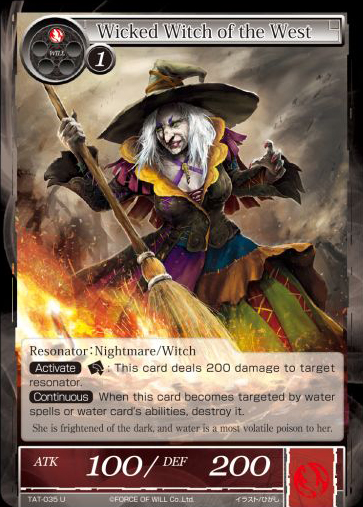 Wicked Witch of the West
WILL
1
Resonator：Nightmare/Witch
Activate : This card deals 200 damage to target
resonator.
Continuous When this card becomes targeted by water
spells or water card's abilities, destroy it.
She is frightened of the dark, and water is a most volatile poison to her.
ATK 100/ DEF 200
TAT-035 U ©FORCE OF WILL Co.,Ltd. イラスト/ひがし